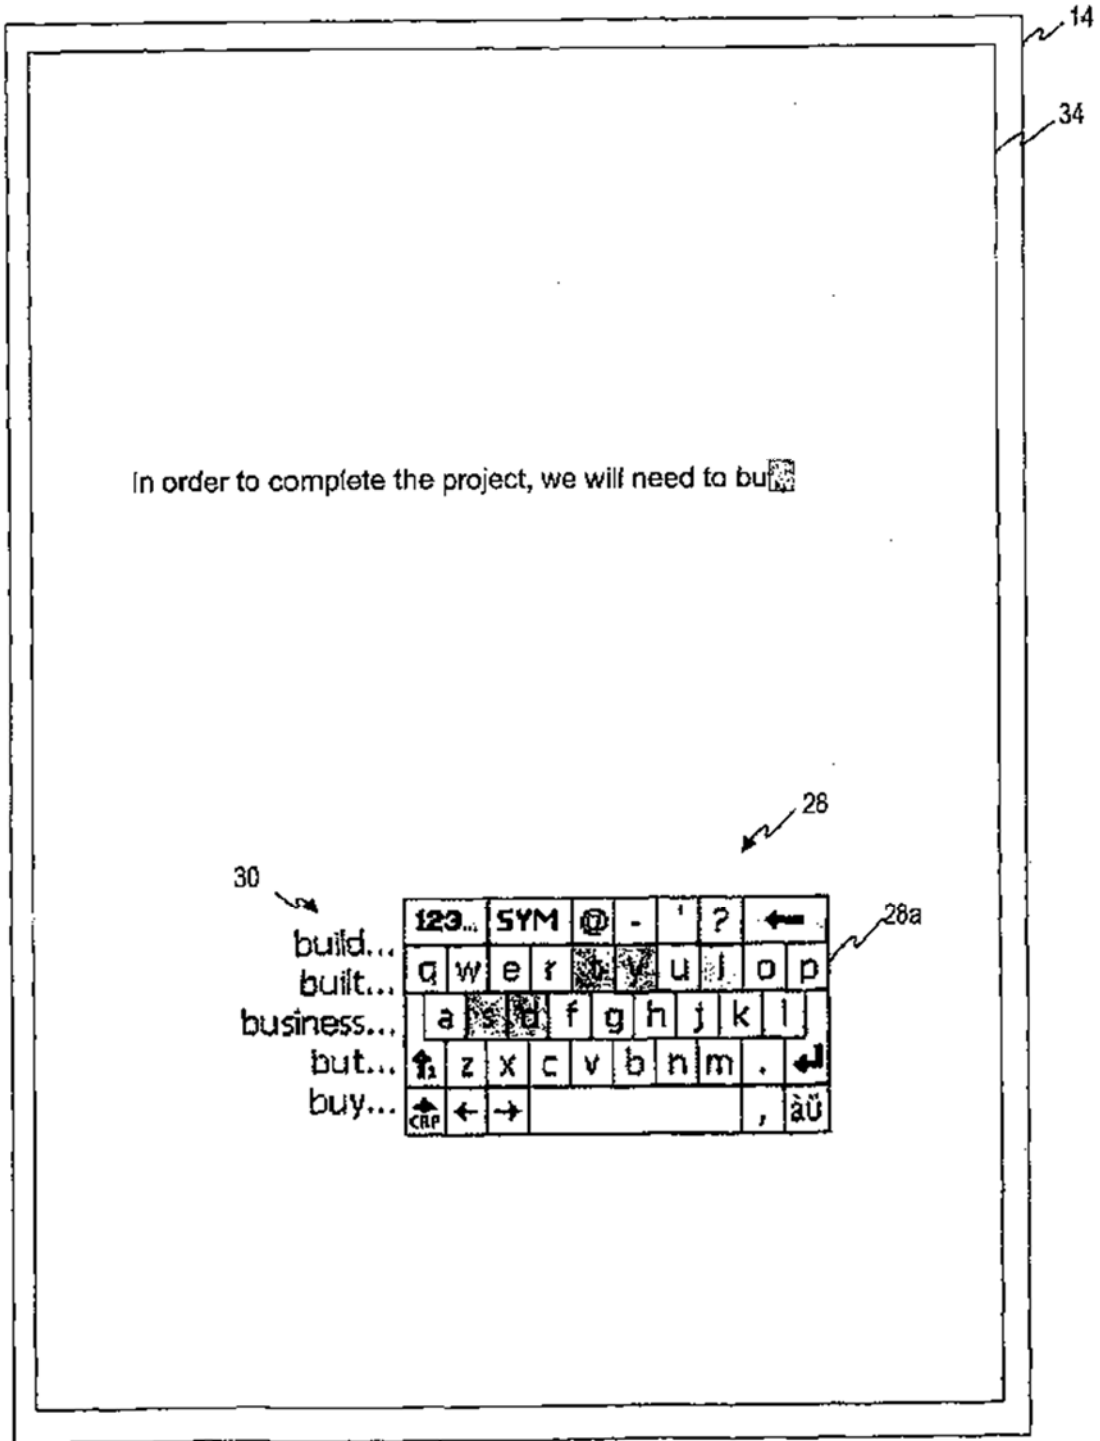 14
34
In order to complete the project, we will need to bu
28
30
28a
build...
built...
business...
but...
buy...
123... SYM @ - ' ?
q w e r t y u i o p
a s d f g h j k l
z x c v b n m .
CAP , àü